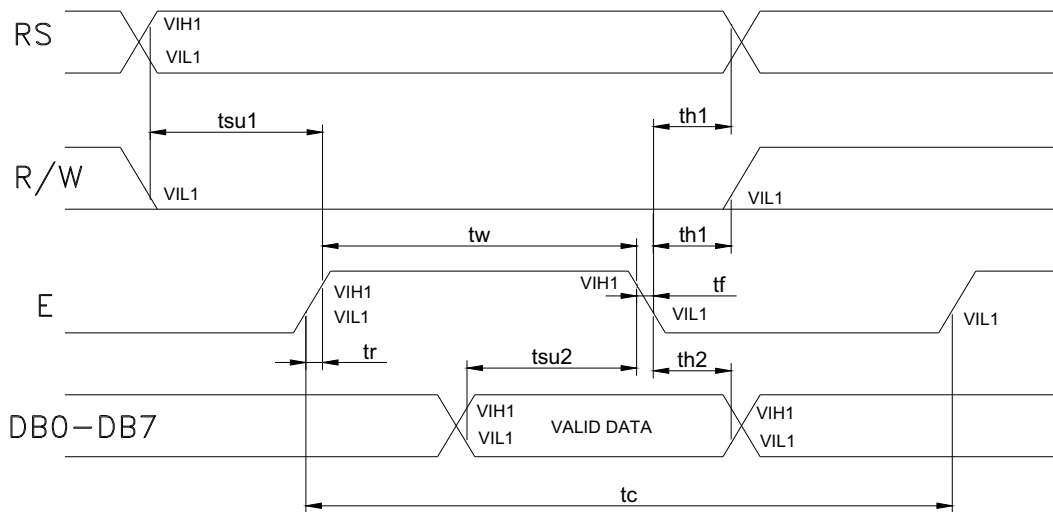 RS
VIH1
VIL1
tsu1
th1
R/W
VIL1
VIL1
tw
th1
E
VIH1
VIL1
VIH1
tf
VIL1
VIL1
tr
tsu2
th2
DB0-DB7
VIH1
VIL1
VALID DATA
VIH1
VIL1
tc